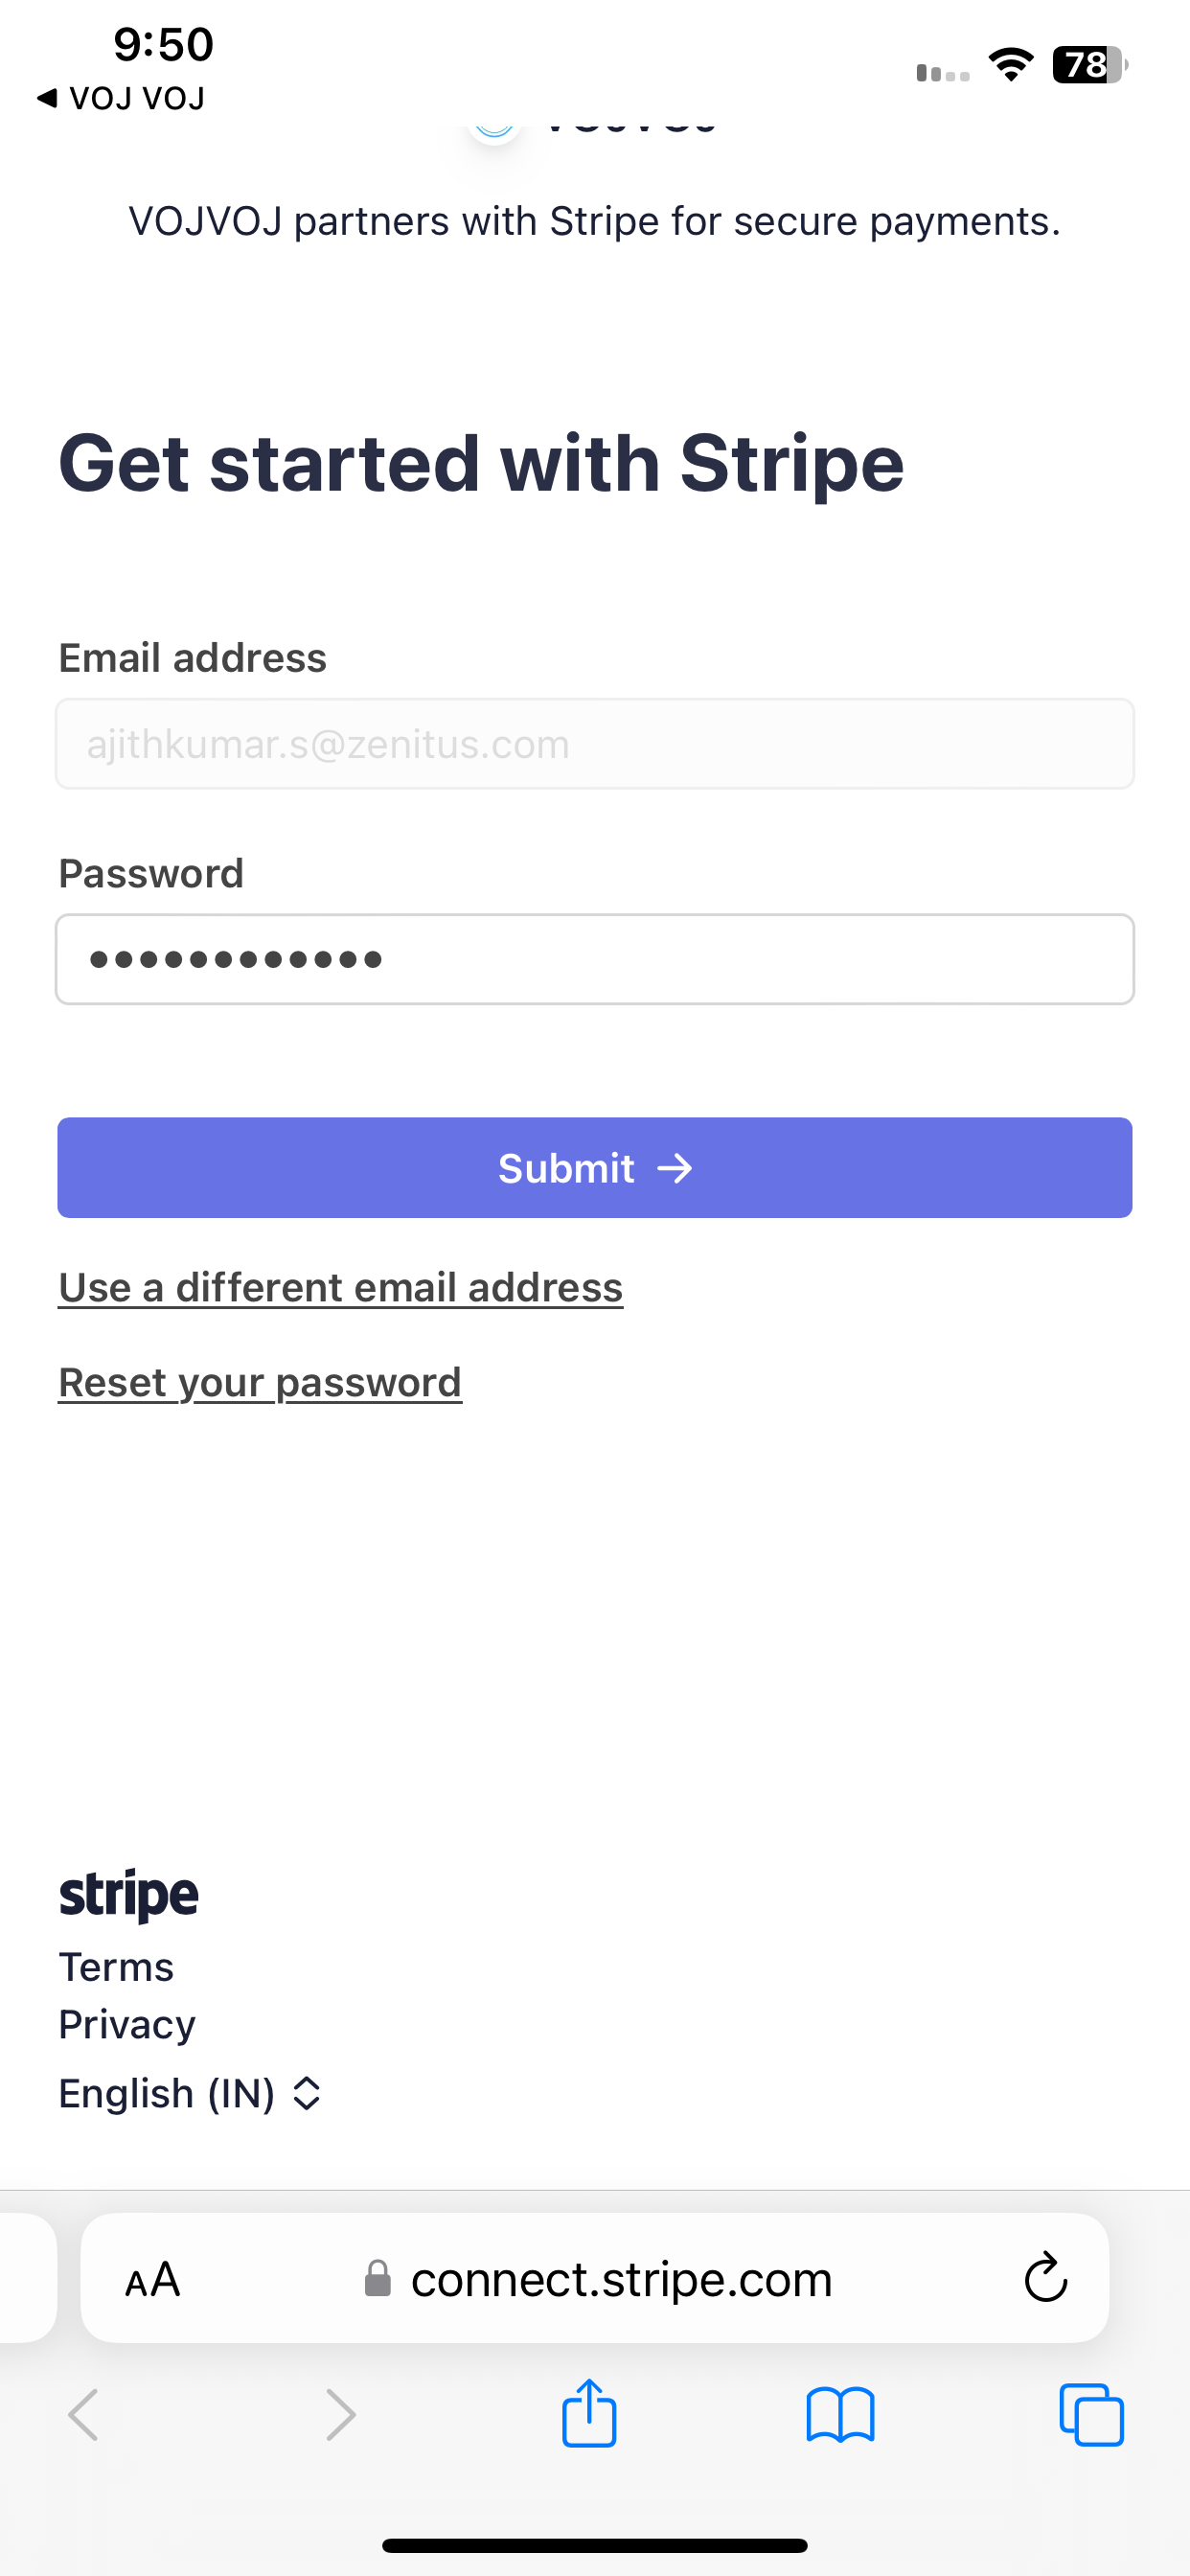 9:50
78
◀ VOJ VOJ
VOJVOJ partners with Stripe for secure payments.
Get started with Stripe
Email address
ajithkumar.s@zenitus.com
Password
••••••••••••
Submit →
Use a different email address
Reset your password
stripe
Terms
Privacy
English (IN)
AA connect.stripe.com